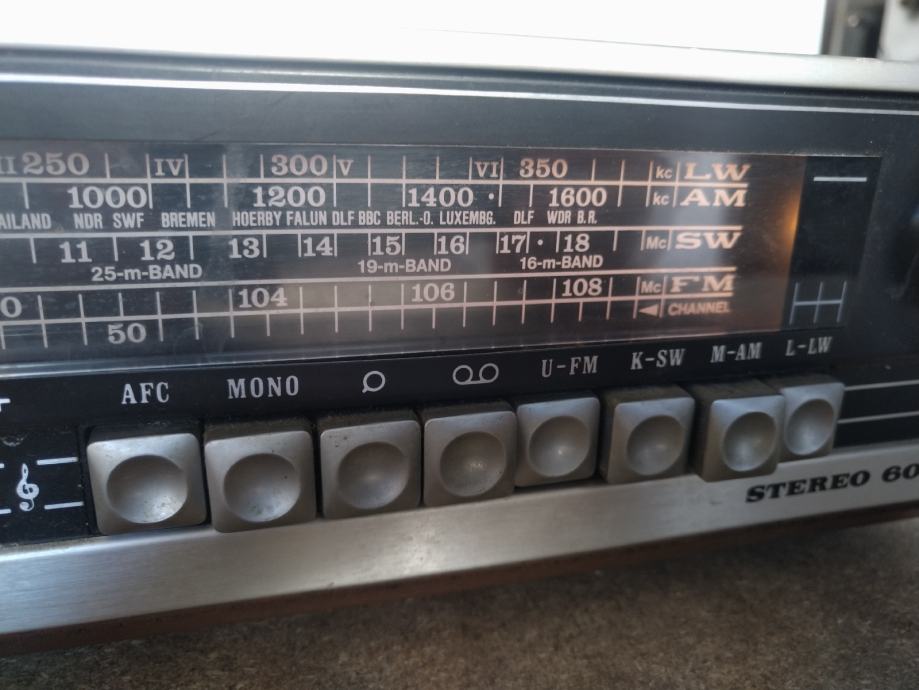 II 250 IV 300 V VI 350 kc LW
1000 1200 1400 • 1600 kc AM
AILAND NDR SWF BREMEN HOERBY FALUN DLF BBC BERL.-O. LUXEMBG. DLF WDR B.R.
11 12 13 14 15 16 17 • 18 Mc SW
25-m-BAND 19-m-BAND 16-m-BAND
0 104 106 108 Mc FM
50 ◄ CHANNEL
AFC MONO U-FM K-SW M-AM L-LW
STEREO 60